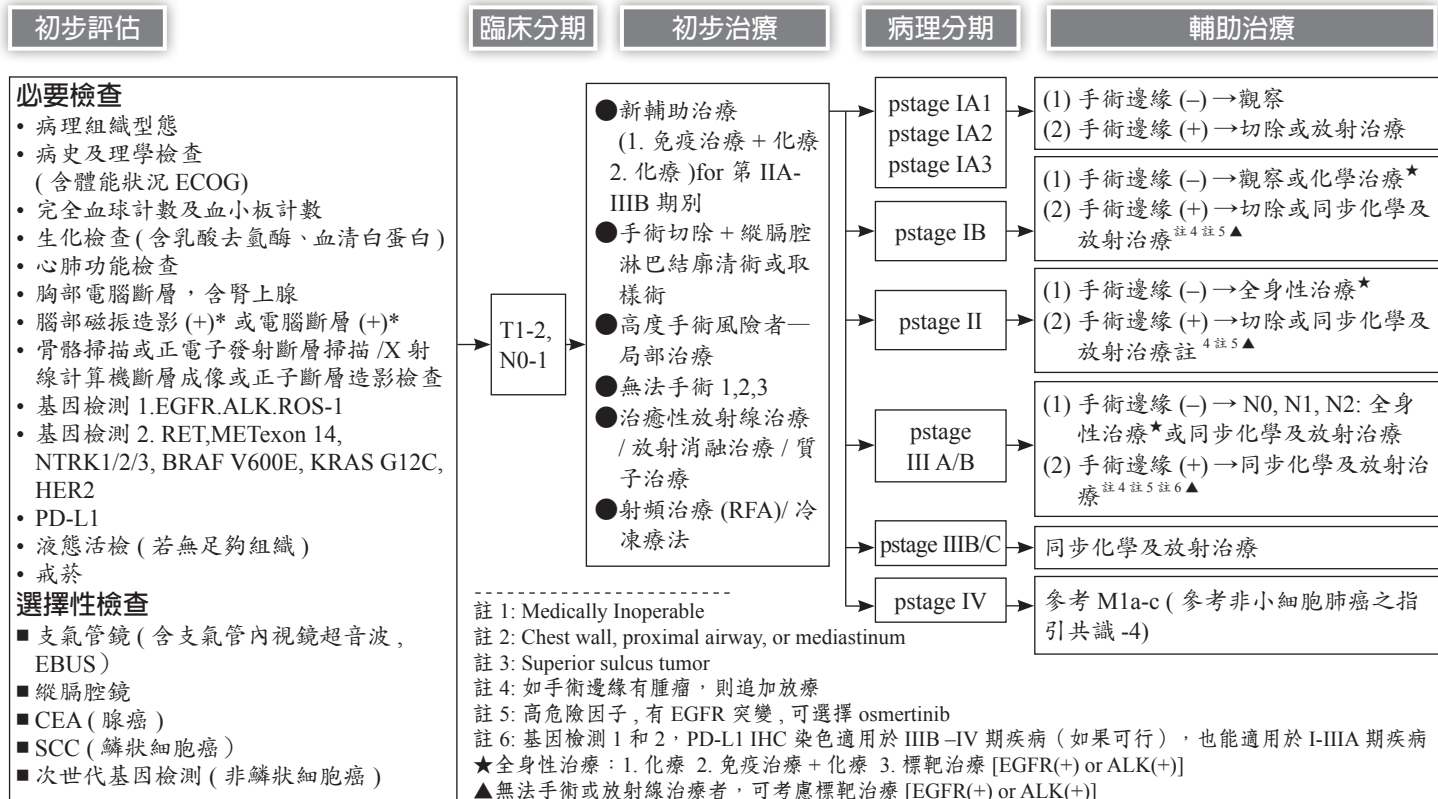 初步評估
臨床分期
初步治療
病理分期
輔助治療
必要檢查
• 病理組織型態
• 病史及理學檢查
( 含體能狀況 ECOG)
• 完全血球計數及血小板計數
• 生化檢查 ( 含乳酸去氫酶、血清白蛋白 )
• 心肺功能檢查
• 胸部電腦斷層，含腎上腺
• 腦部磁振造影 (+)* 或電腦斷層 (+)*
• 骨骼掃描或正電子發射斷層掃描 /X 射
線計算機斷層成像或正子斷層造影檢查
• 基因檢測 1.EGFR.ALK.ROS-1
• 基因檢測 2. RET,METexon 14,
NTRK1/2/3, BRAF V600E, KRAS G12C,
HER2
• PD-L1
• 液態活檢 ( 若無足夠組織 )
• 戒菸
選擇性檢查
■ 支氣管鏡 ( 含支氣管內視鏡超音波 ,
EBUS）
■ 縱膈腔鏡
■ CEA ( 腺癌 )
■ SCC ( 鱗狀細胞癌 )
■ 次世代基因檢測 ( 非鱗狀細胞癌 )
T1-2,
N0-1
●新輔助治療
(1. 免疫治療 + 化療
2. 化療 )for 第 IIA-
IIIB 期別
●手術切除 + 縱膈腔
淋巴結廓清術或取
樣術
●高度手術風險者—
局部治療
●無法手術 1,2,3
●治癒性放射線治療
/ 放射消融治療 / 質
子治療
●射頻治療 (RFA)/ 冷
凍療法
pstage IA1
pstage IA2
pstage IA3
(1) 手術邊緣 (–) →觀察
(2) 手術邊緣 (+) →切除或放射治療
pstage IB
(1) 手術邊緣 (–) →觀察或化學治療★
(2) 手術邊緣 (+) →切除或同步化學及
放射治療註 4 註 5 ▲
pstage II
(1) 手術邊緣 (–) →全身性治療★
(2) 手術邊緣 (+) →切除或同步化學及
放射治療註 4 註 5 ▲
pstage
III A/B
(1) 手術邊緣 (–) → N0, N1, N2: 全身
性治療★或同步化學及放射治療
(2) 手術邊緣 (+) →同步化學及放射治
療註 4 註 5 註 6 ▲
pstage IIIB/C
同步化學及放射治療
pstage IV
參考 M1a-c ( 參考非小細胞肺癌之指
引共識 -4)
註 1: Medically Inoperable
註 2: Chest wall, proximal airway, or mediastinum
註 3: Superior sulcus tumor
註 4: 如手術邊緣有腫瘤，則追加放療
註 5: 高危險因子 , 有 EGFR 突變 , 可選擇 osmertinib
註 6: 基因檢測 1 和 2，PD-L1 IHC 染色適用於 IIIB –IV 期疾病（如果可行），也能適用於 I-IIIA 期疾病
★全身性治療：1. 化療 2. 免疫治療 + 化療 3. 標靶治療 [EGFR(+) or ALK(+)]
▲無法手術或放射線治療者，可考慮標靶治療 [EGFR(+) or ALK(+)]